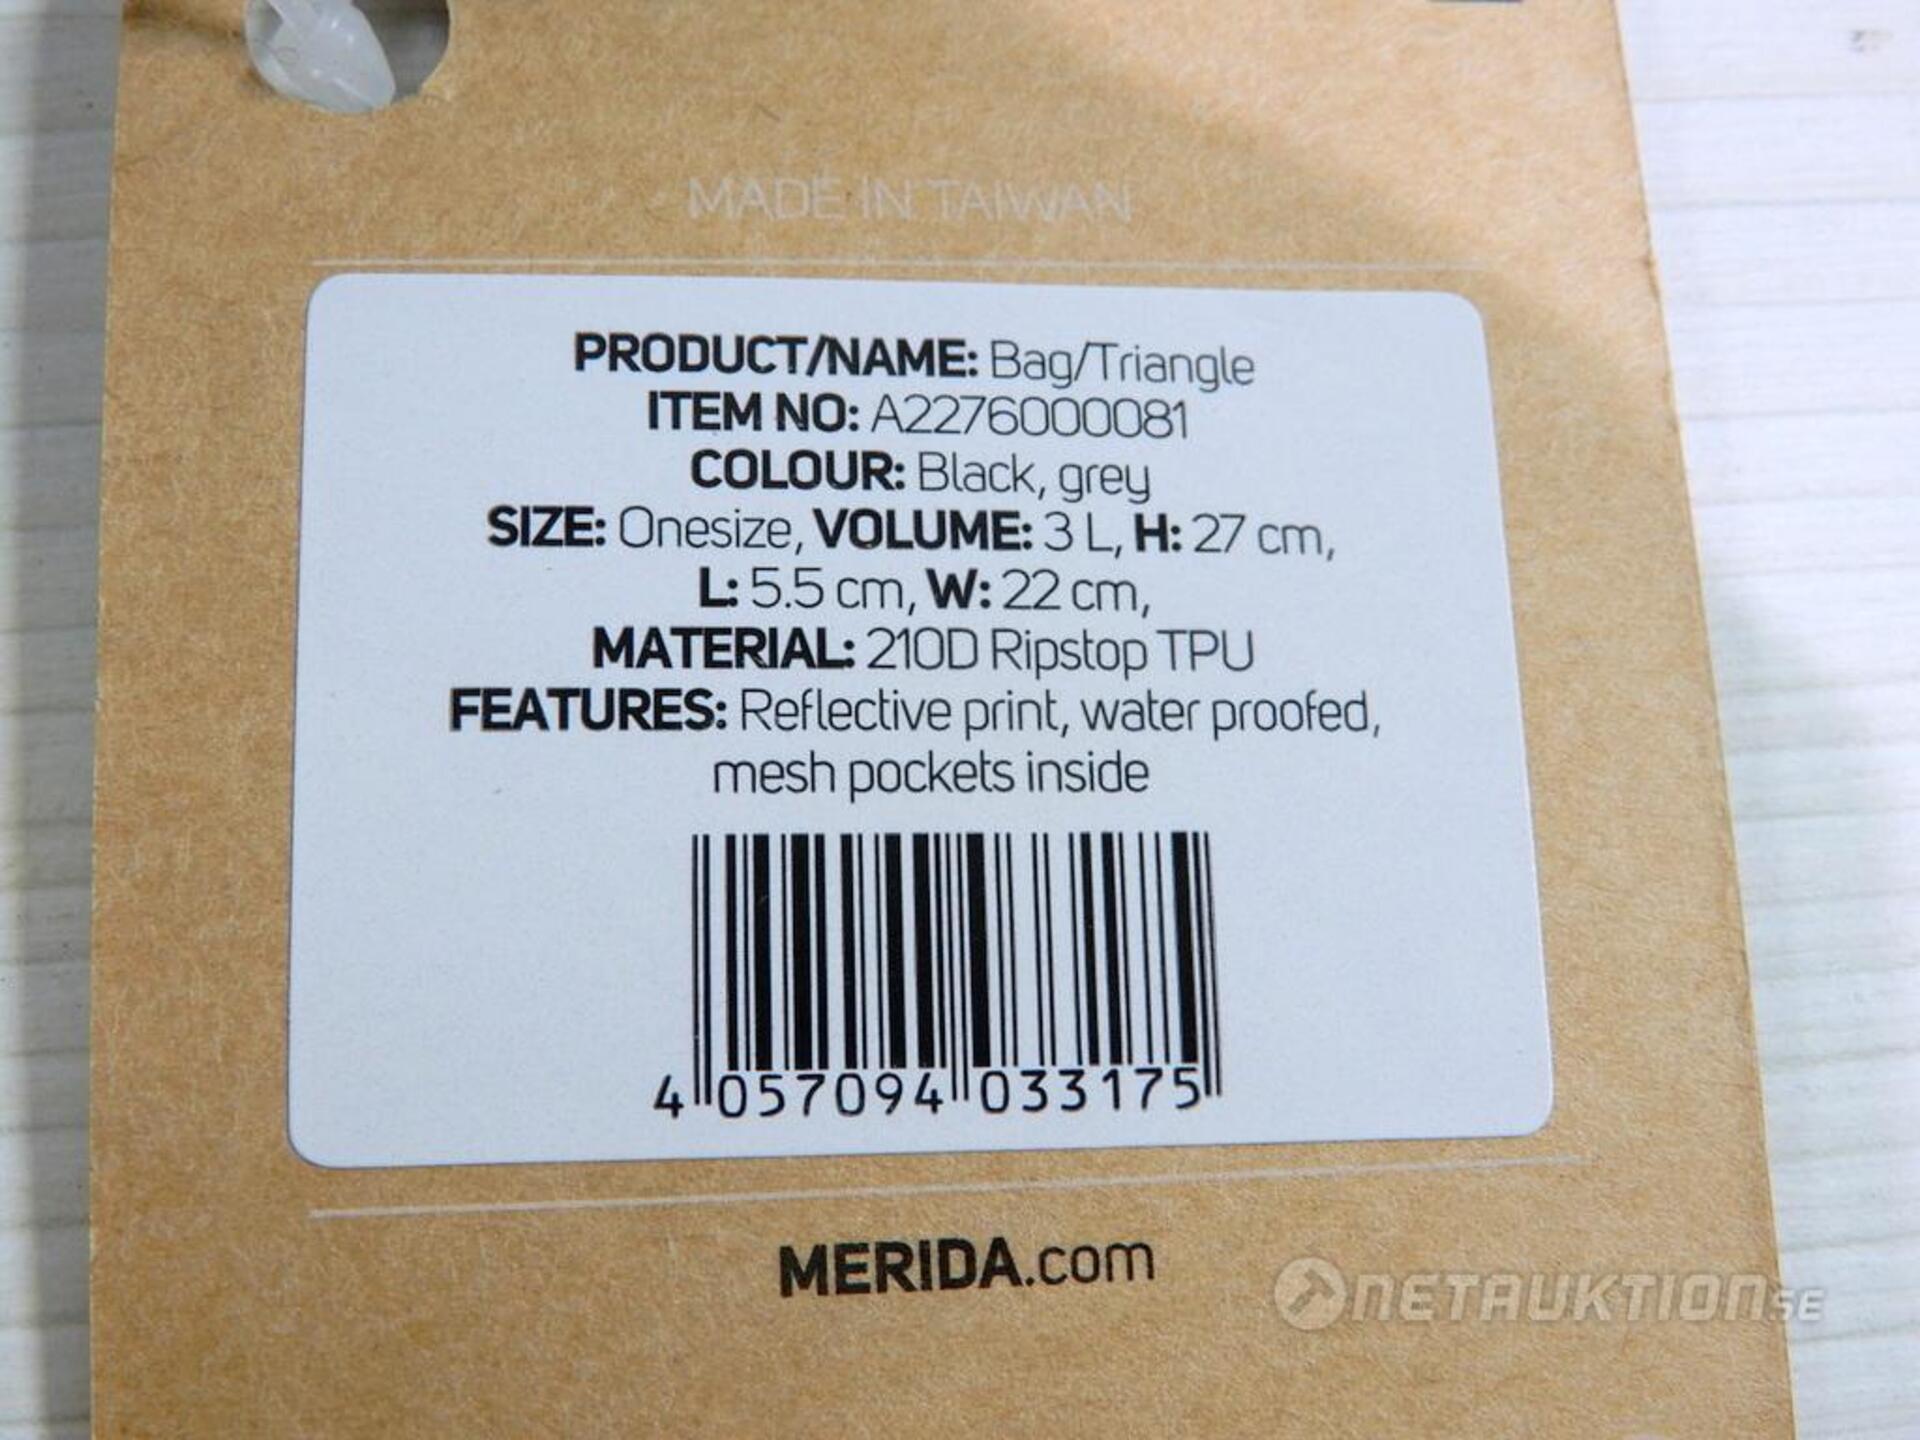 MADE IN TAIWAN
PRODUCT/NAME: Bag/Triangle
ITEM NO: A2276000081
COLOUR: Black, grey
SIZE: Onesize, VOLUME: 3 L, H: 27 cm,
L: 5.5 cm, W: 22 cm,
MATERIAL: 210D Ripstop TPU
FEATURES: Reflective print, water proofed,
mesh pockets inside
4 057094 033175
MERIDA.com
NETAUKTION.SE